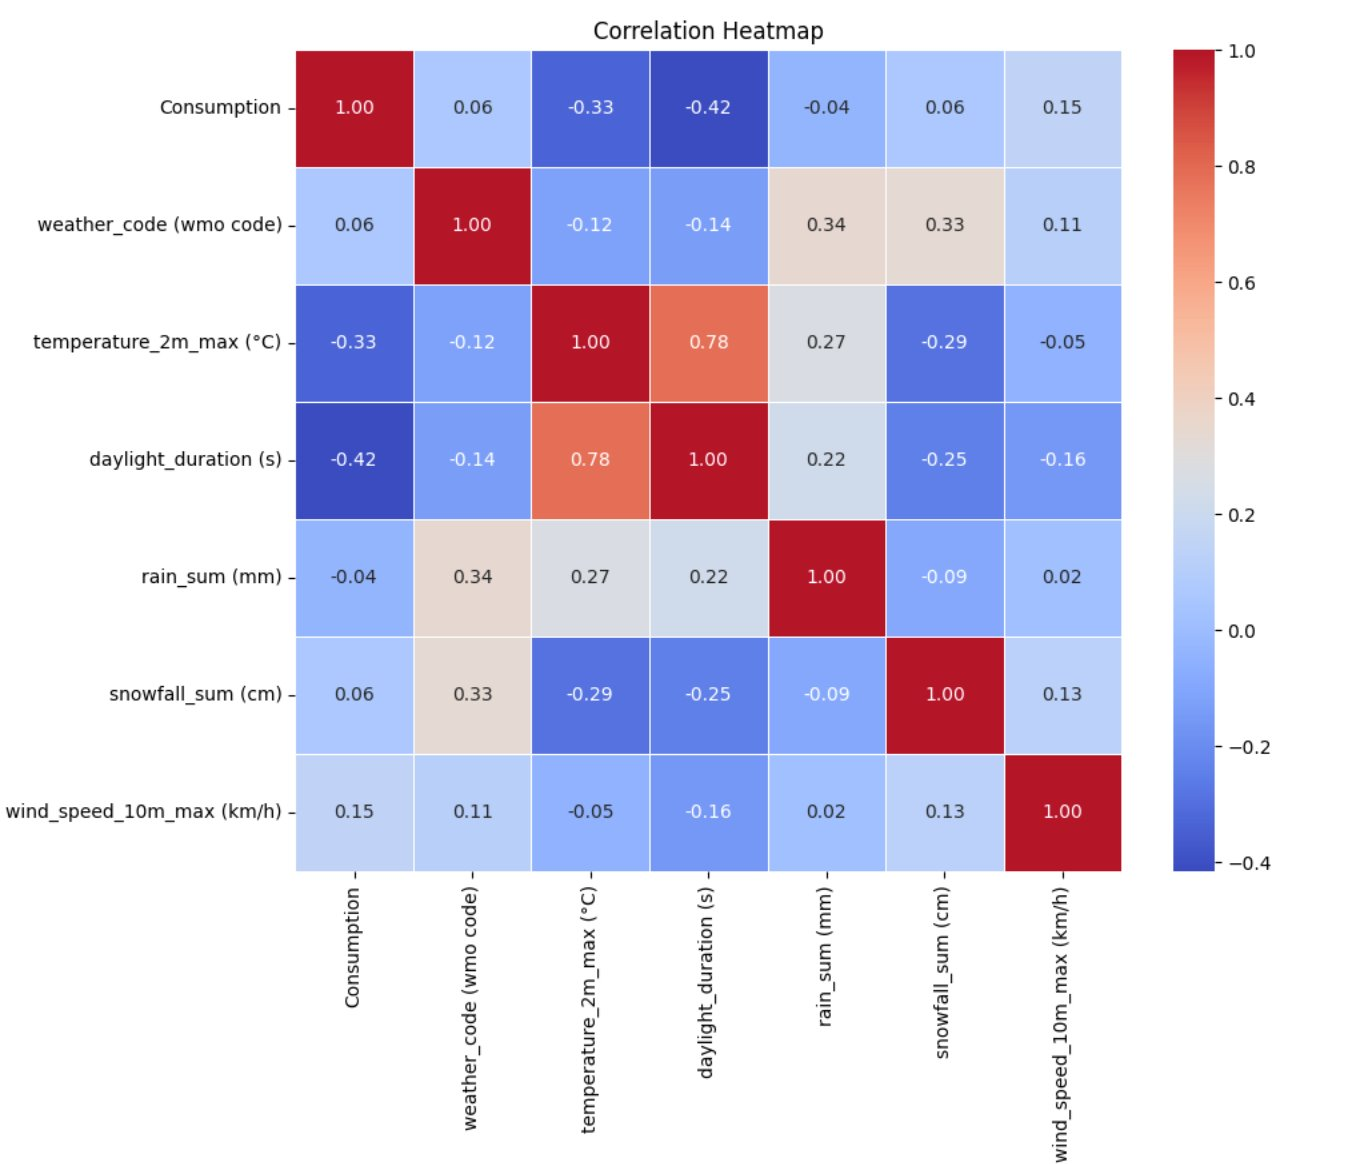 Correlation Heatmap
Consumption 1.00 0.06 -0.33 -0.42 -0.04 0.06 0.15
weather_code (wmo code) 0.06 1.00 -0.12 -0.14 0.34 0.33 0.11
temperature_2m_max (°C) -0.33 -0.12 1.00 0.78 0.27 -0.29 -0.05
daylight_duration (s) -0.42 -0.14 0.78 1.00 0.22 -0.25 -0.16
rain_sum (mm) -0.04 0.34 0.27 0.22 1.00 -0.09 0.02
snowfall_sum (cm) 0.06 0.33 -0.29 -0.25 -0.09 1.00 0.13
wind_speed_10m_max (km/h) 0.15 0.11 -0.05 -0.16 0.02 0.13 1.00
Consumption
weather_code (wmo code)
temperature_2m_max (°C)
daylight_duration (s)
rain_sum (mm)
snowfall_sum (cm)
wind_speed_10m_max (km/h)
1.0
0.8
0.6
0.4
0.2
0.0
−0.2
−0.4